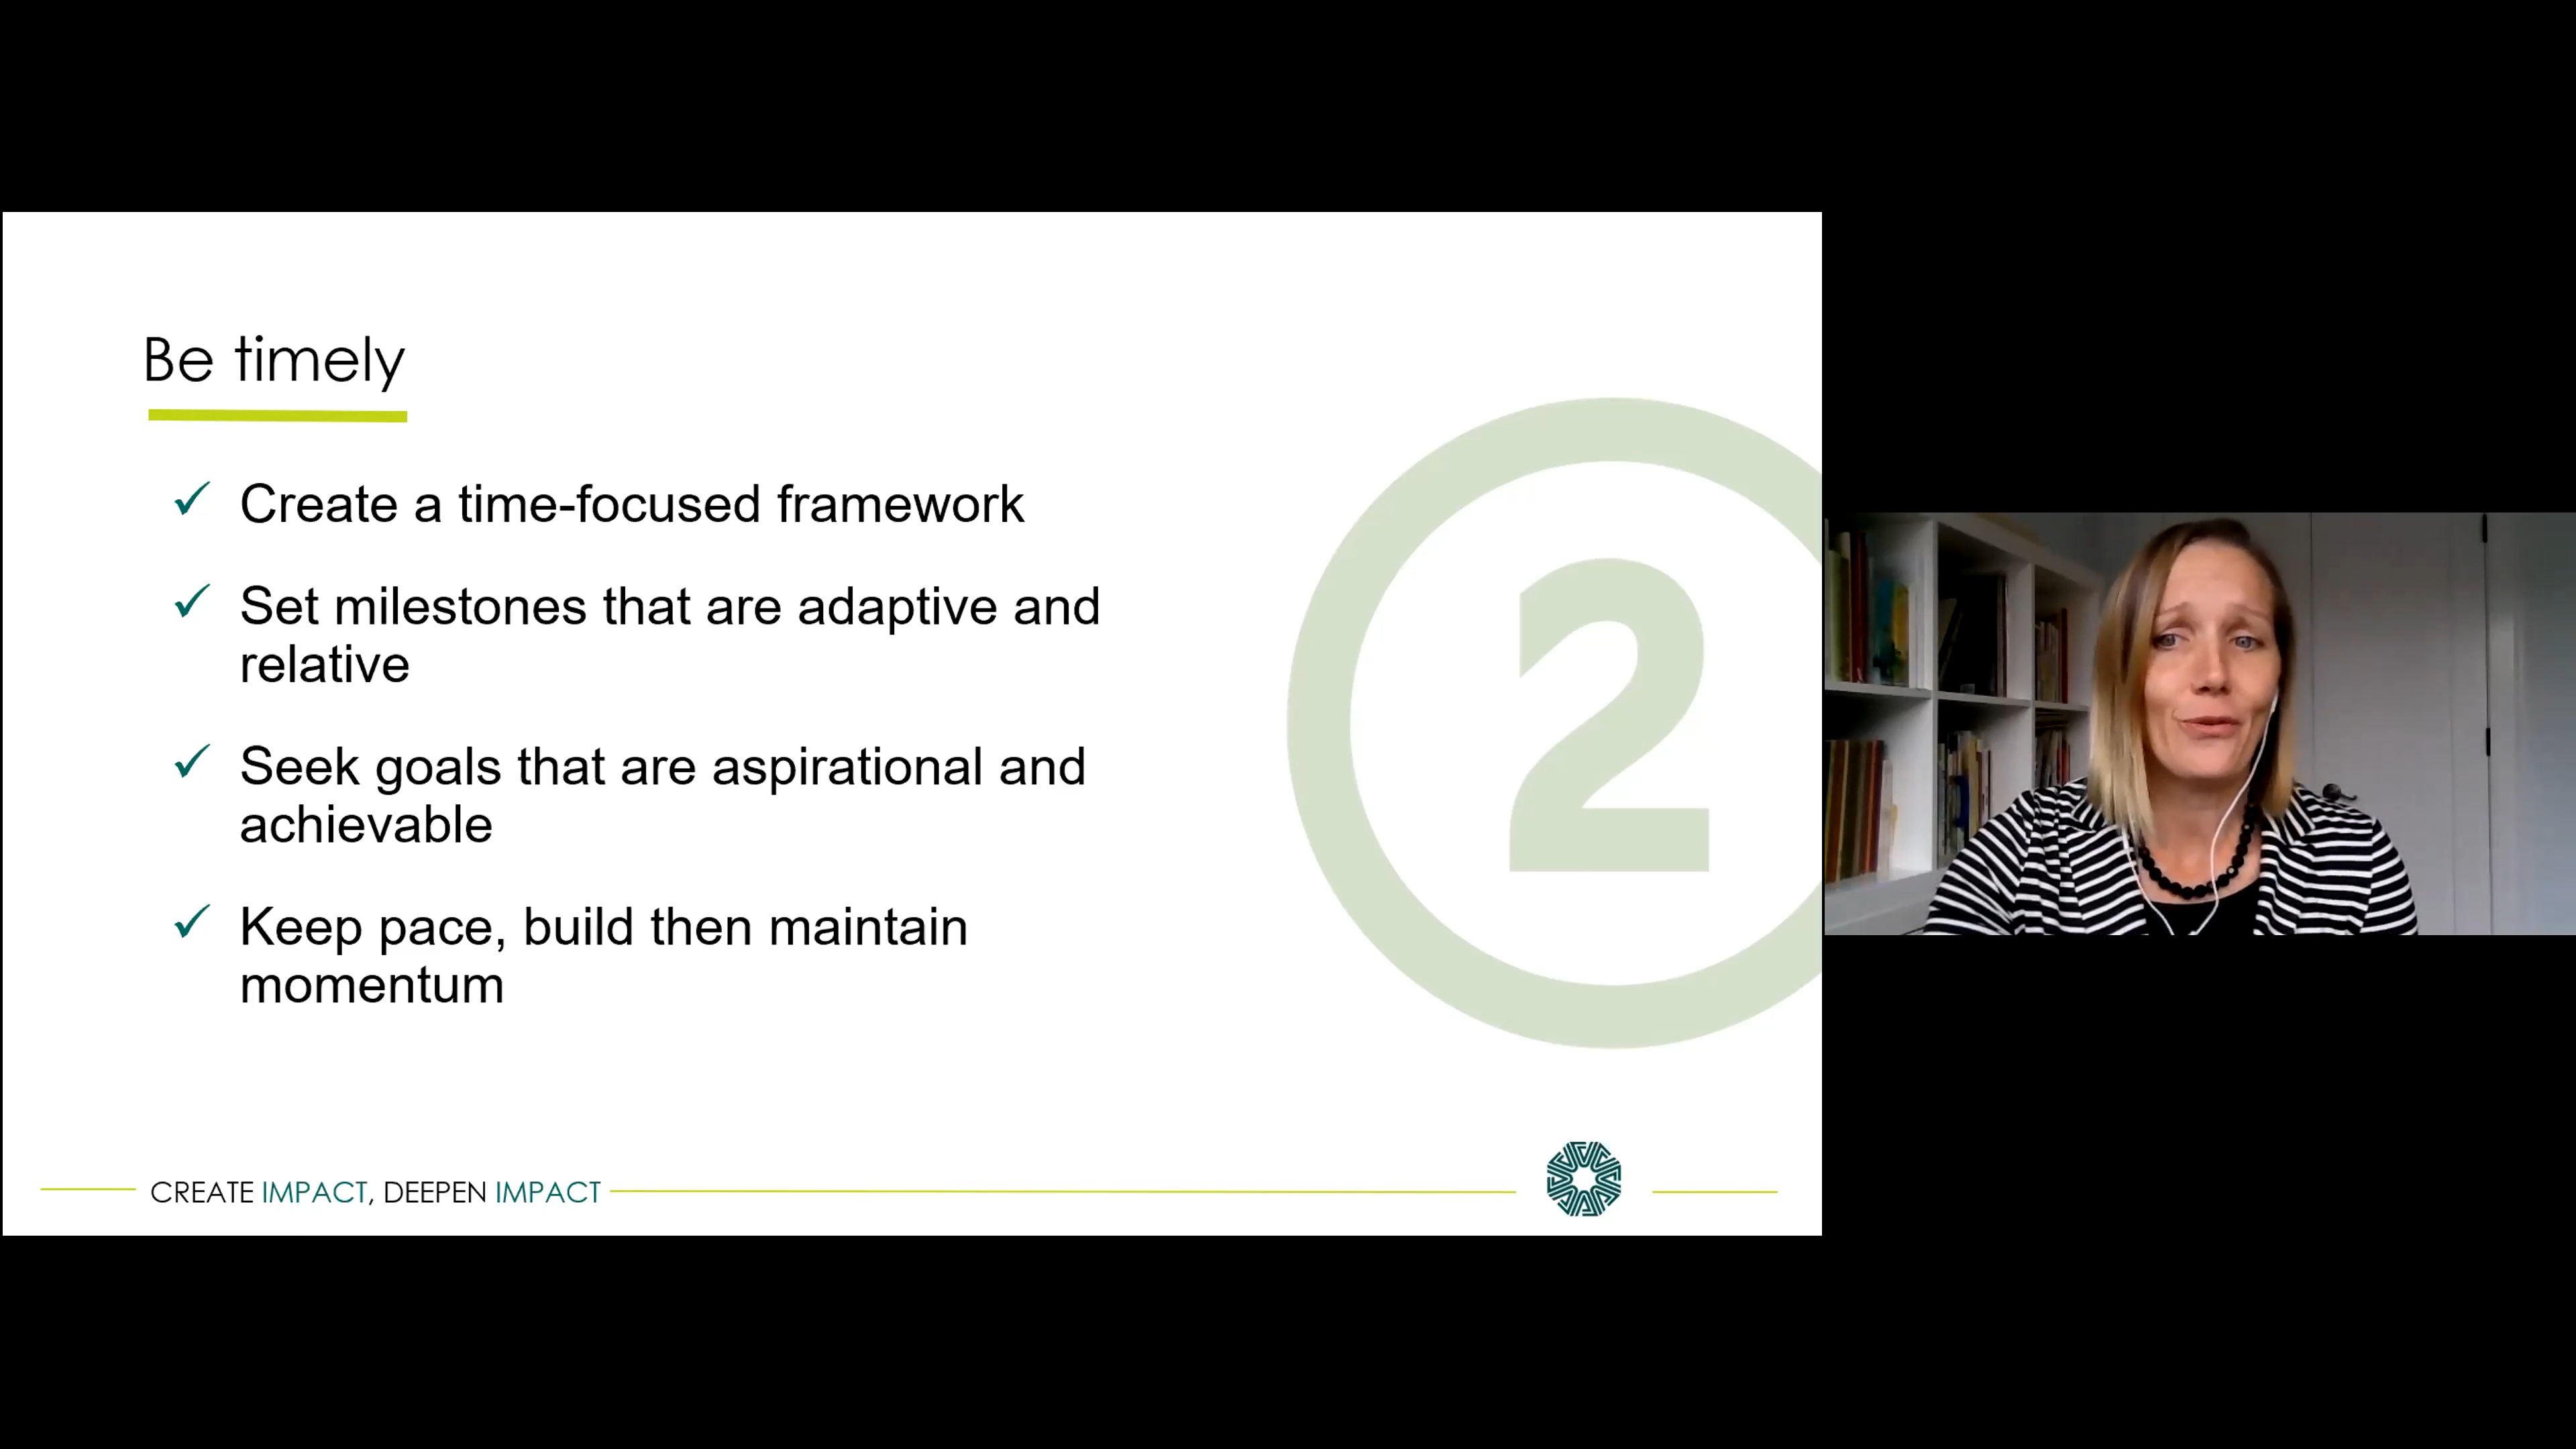 Be timely
Create a time-focused framework
Set milestones that are adaptive and
relative
Seek goals that are aspirational and
achievable
Keep pace, build then maintain
momentum
2
CREATE IMPACT, DEEPEN IMPACT